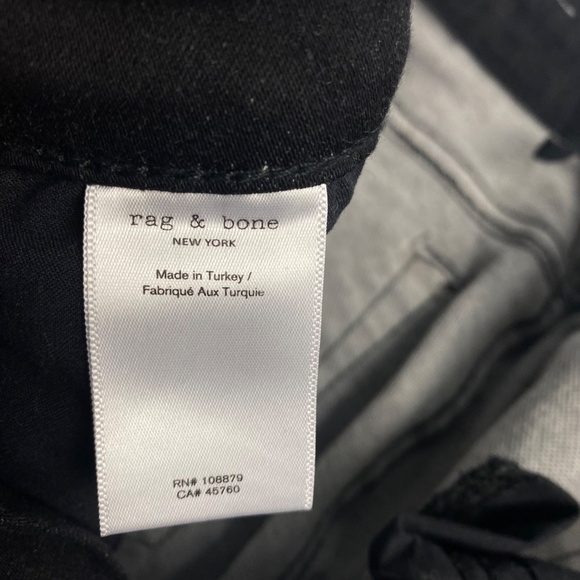 rag & bone
NEW YORK
Made in Turkey /
Fabriqué Aux Turquie
RN# 108879
CA# 45760